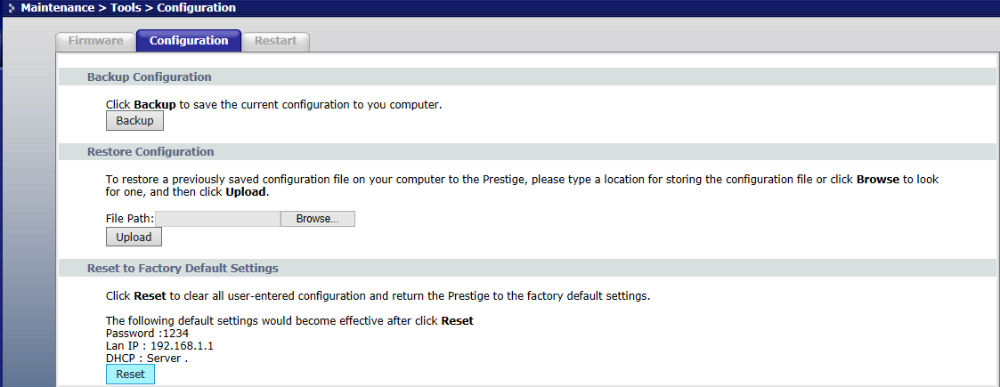 Maintenance > Tools > Configuration
Firmware Configuration Restart
Backup Configuration
Click Backup to save the current configuration to you computer.
Backup
Restore Configuration
To restore a previously saved configuration file on your computer to the Prestige, please type a location for storing the configuration file or click Browse to look
for one, and then click Upload.
File Path: Browse...
Upload
Reset to Factory Default Settings
Click Reset to clear all user-entered configuration and return the Prestige to the factory default settings.
The following default settings would become effective after click Reset
Password :1234
Lan IP : 192.168.1.1
DHCP : Server .
Reset